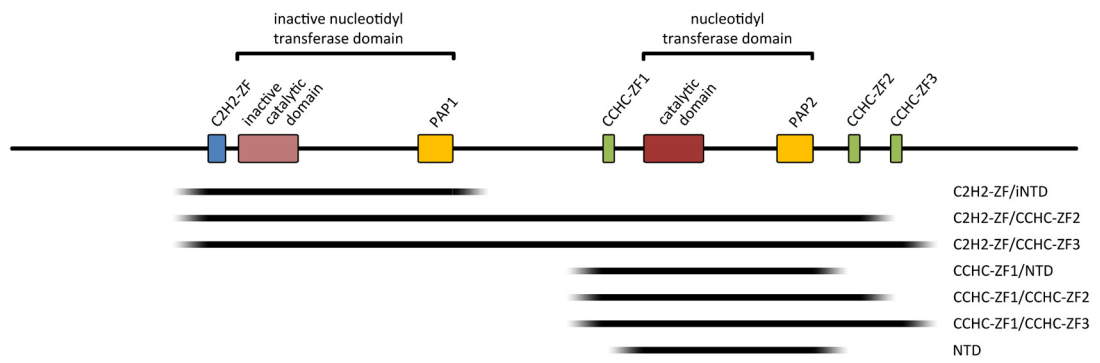 inactive nucleotidyl
transferase domain
nucleotidyl
transferase domain
C2H2-ZF
inactive
catalytic
domain
PAP1
CCHC-ZF1
catalytic
domain
PAP2
CCHC-ZF2
CCHC-ZF3
C2H2-ZF/iNTD
C2H2-ZF/CCHC-ZF2
C2H2-ZF/CCHC-ZF3
CCHC-ZF1/NTD
CCHC-ZF1/CCHC-ZF2
CCHC-ZF1/CCHC-ZF3
NTD